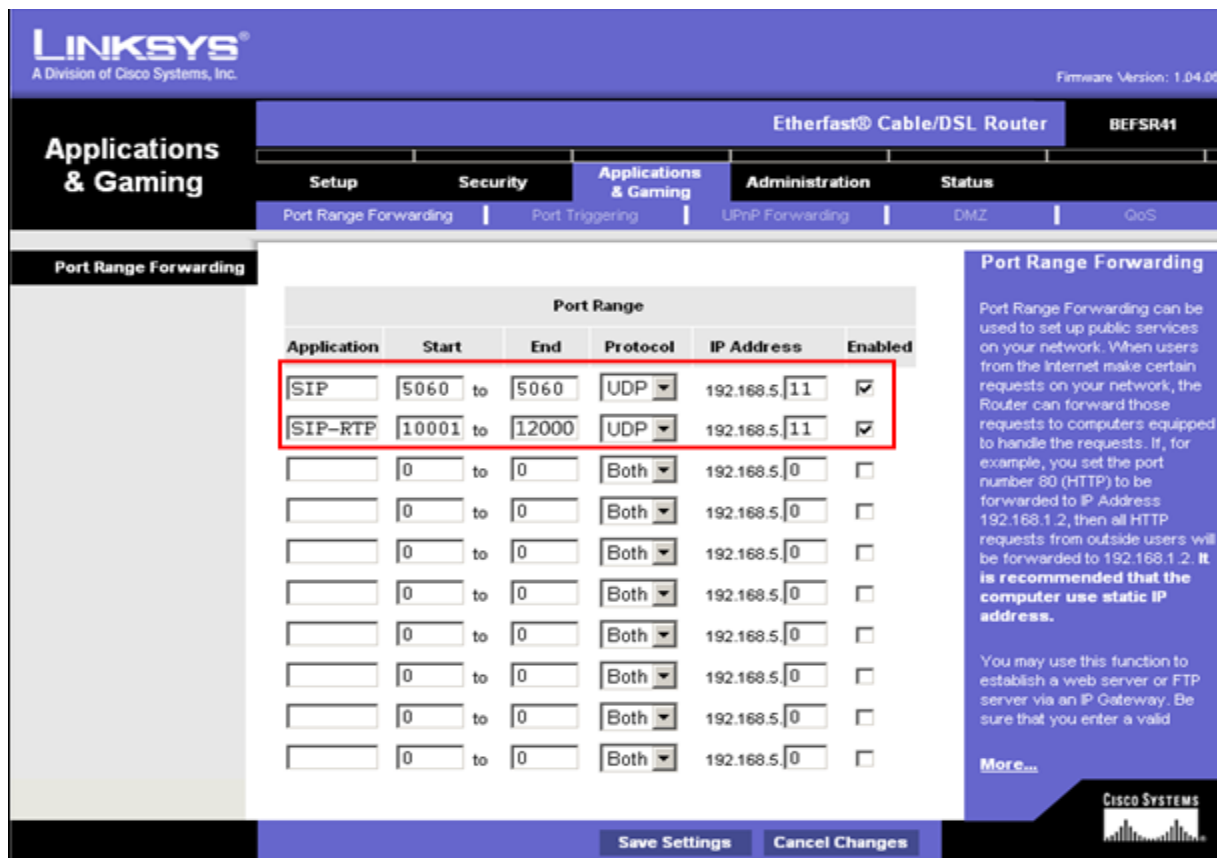 LINKSYS®
A Division of Cisco Systems, Inc.
Firmware Version: 1.04.05
Etherfast® Cable/DSL Router
BEFSR41
Applications
& Gaming
Setup
Security
Applications
& Gaming
Administration
Status
Port Range Forwarding
Port Triggering
UPnP Forwarding
DMZ
QoS
Port Range Forwarding
Port Range
Application Start End Protocol IP Address Enabled
SIP 5060 to 5060 UDP 192.168.5.11
SIP-RTP 10001 to 12000 UDP 192.168.5.11
0 to 0 Both 192.168.5.0
0 to 0 Both 192.168.5.0
0 to 0 Both 192.168.5.0
0 to 0 Both 192.168.5.0
0 to 0 Both 192.168.5.0
0 to 0 Both 192.168.5.0
0 to 0 Both 192.168.5.0
0 to 0 Both 192.168.5.0
Port Range Forwarding
Port Range Forwarding can be
used to set up public services
on your network. When users
from the Internet make certain
requests on your network, the
Router can forward those
requests to computers equipped
to handle the requests. If, for
example, you set the port
number 80 (HTTP) to be
forwarded to IP Address
192.168.1.2, then all HTTP
requests from outside users will
be forwarded to 192.168.1.2. It
is recommended that the
computer use static IP
address.
You may use this function to
establish a web server or FTP
server via an IP Gateway. Be
sure that you enter a valid
More...
CISCO SYSTEMS
Save Settings
Cancel Changes